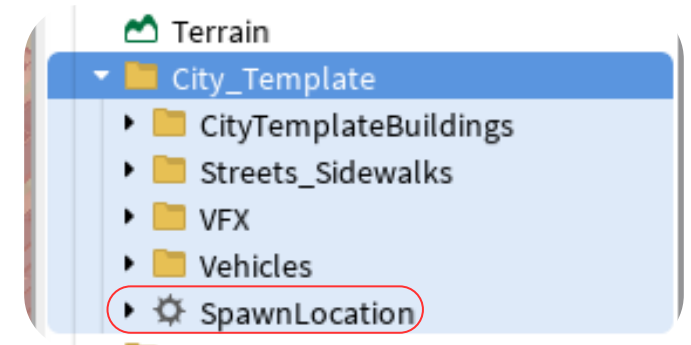 Terrain
City_Template
CityTemplateBuildings
Streets_Sidewalks
VFX
Vehicles
SpawnLocation